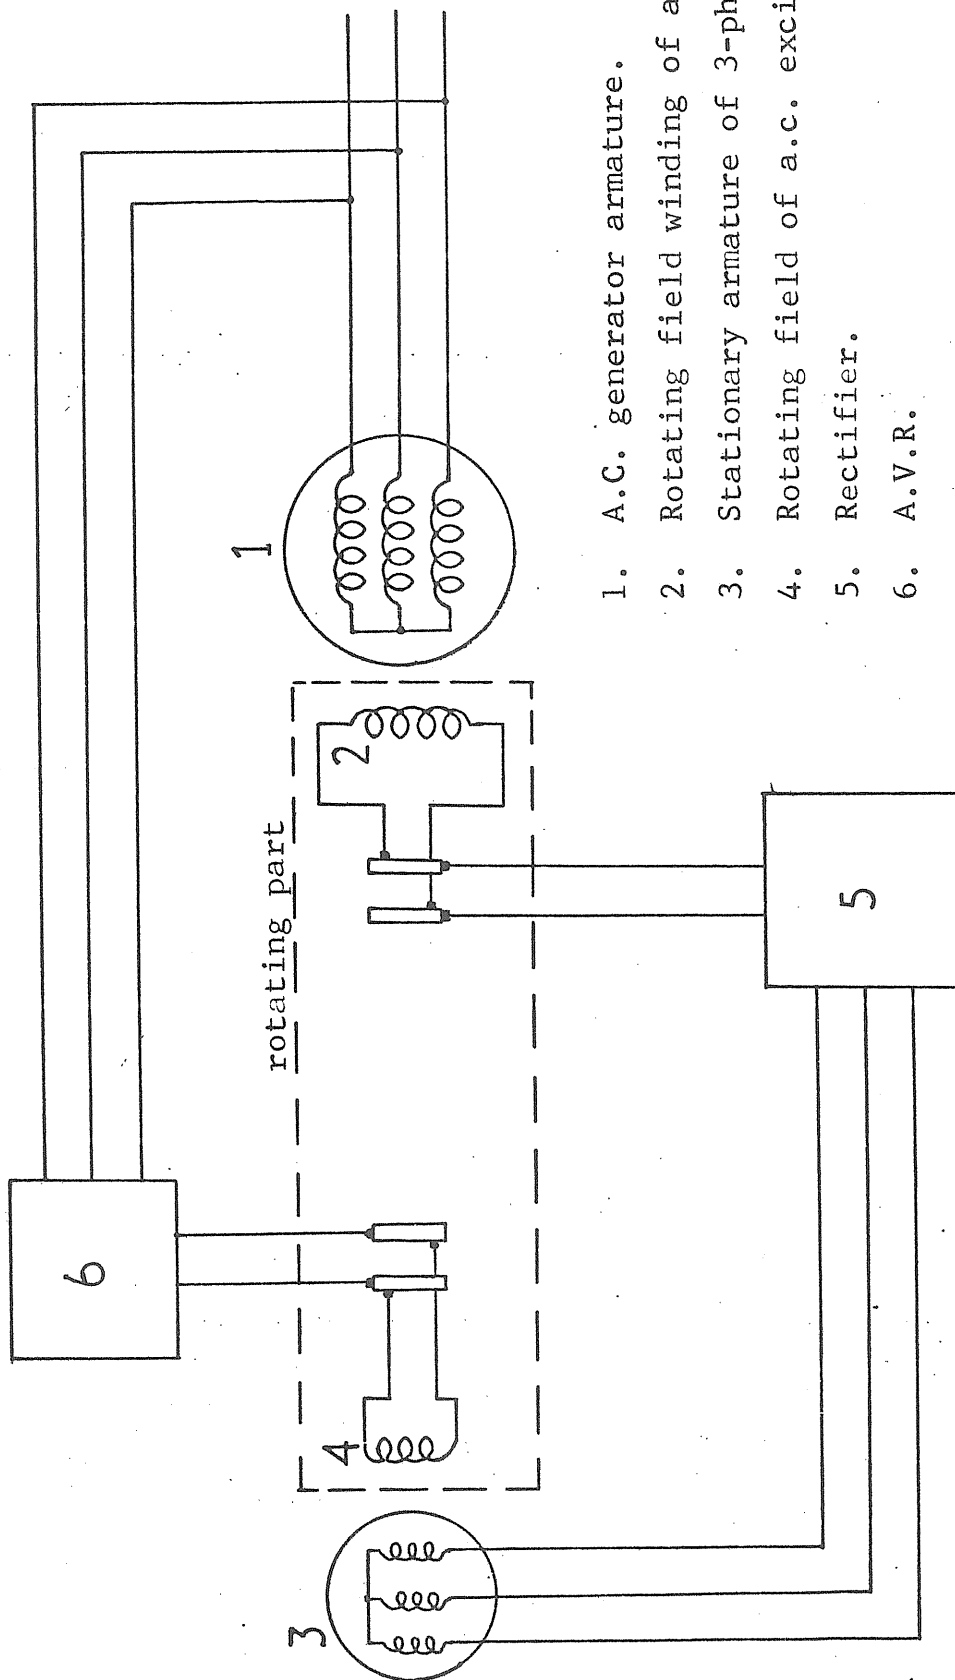 1
2
3
4
5
6
rotating part
1. A.C. generator armature.
2. Rotating field winding of a
3. Stationary armature of 3-ph
4. Rotating field of a.c. exci
5. Rectifier.
6. A.V.R.